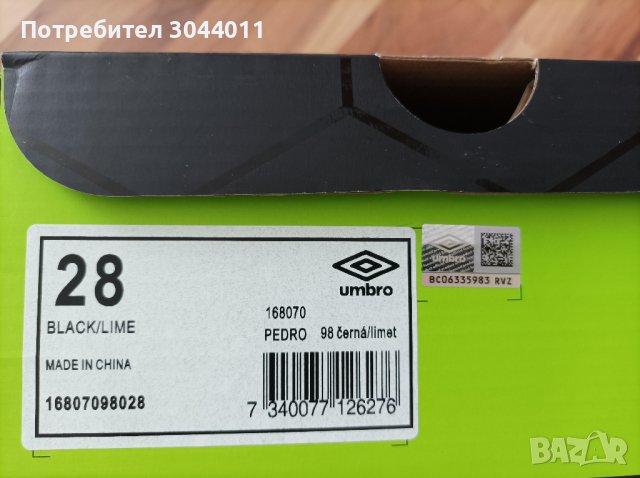 Потребител 3044011
28
BLACK/LIME
MADE IN CHINA
16807098028
umbro
168070
PEDRO 98 černá/limet
7 340077 126276
umbro
BC06335983 RVZ
BAZAR